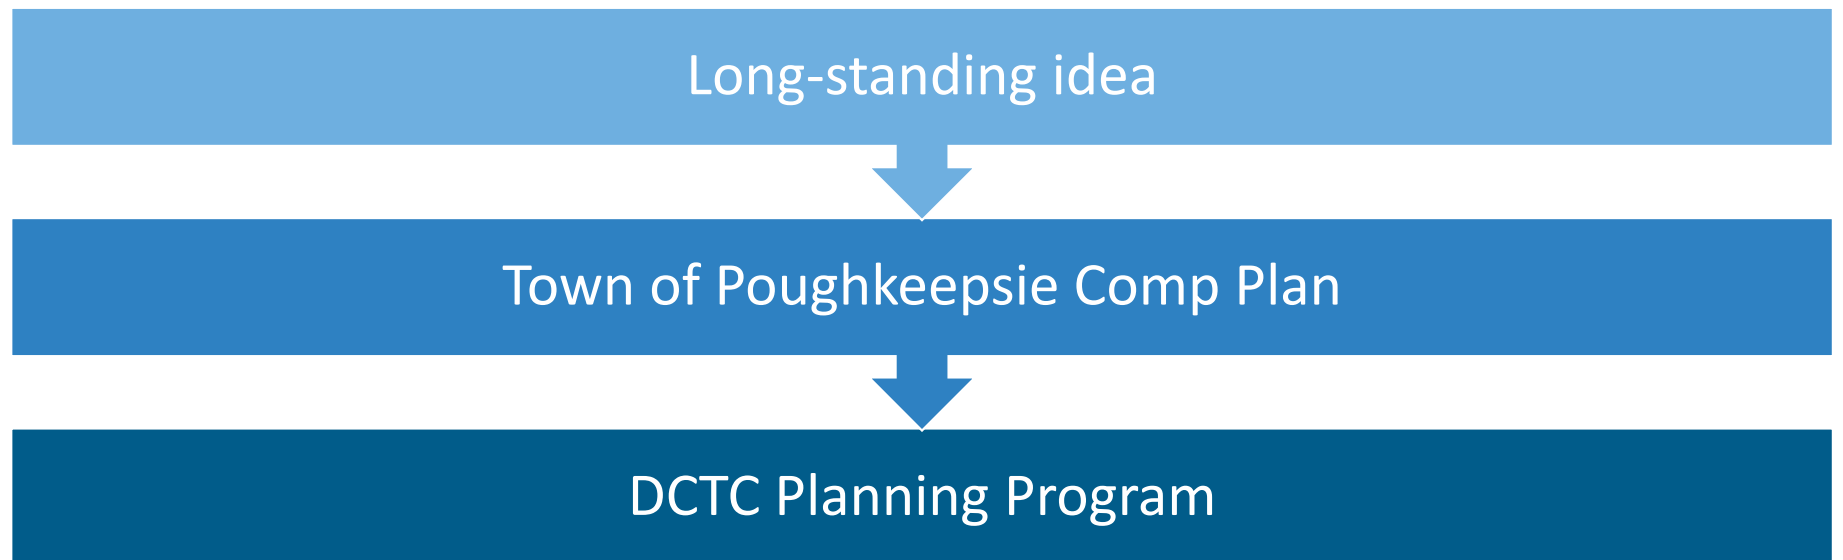 Long-standing idea
Town of Poughkeepsie Comp Plan
DCTC Planning Program